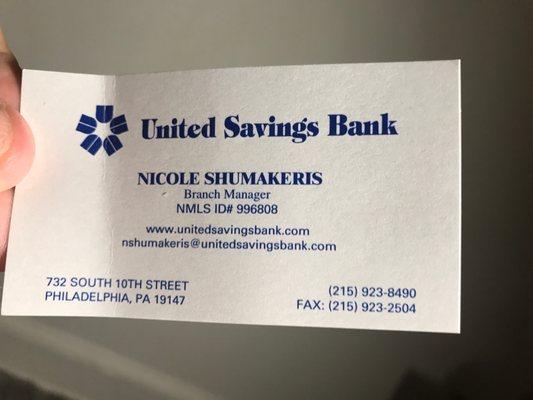 United Savings Bank
NICOLE SHUMAKERIS
Branch Manager
NMLS ID# 996808
www.unitedsavingsbank.com
nshumakeris@unitedsavingsbank.com
732 SOUTH 10TH STREET
PHILADELPHIA, PA 19147
(215) 923-8490
FAX: (215) 923-2504